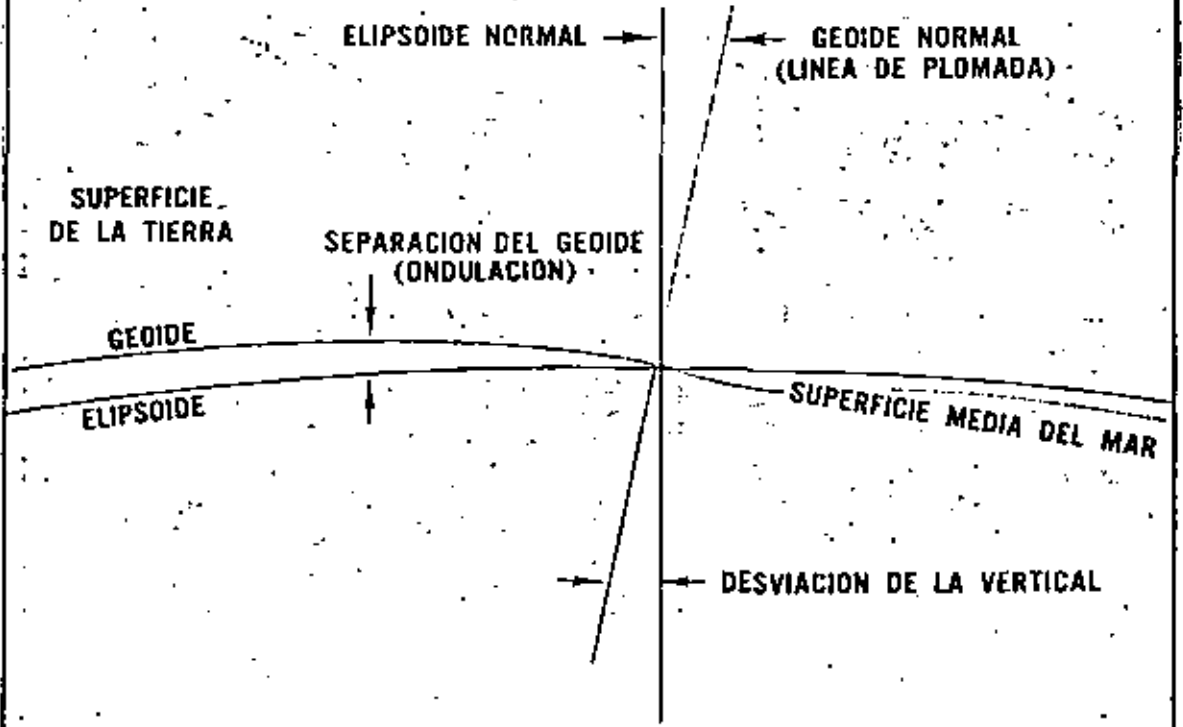 ELIPSOIDE NORMAL
GEOIDE NORMAL
(LINEA DE PLOMADA)
SUPERFICIE
DE LA TIERRA
SEPARACION DEL GEOIDE
(ONDULACION)
GEOIDE
ELIPSOIDE
SUPERFICIE MEDIA DEL MAR
DESVIACION DE LA VERTICAL